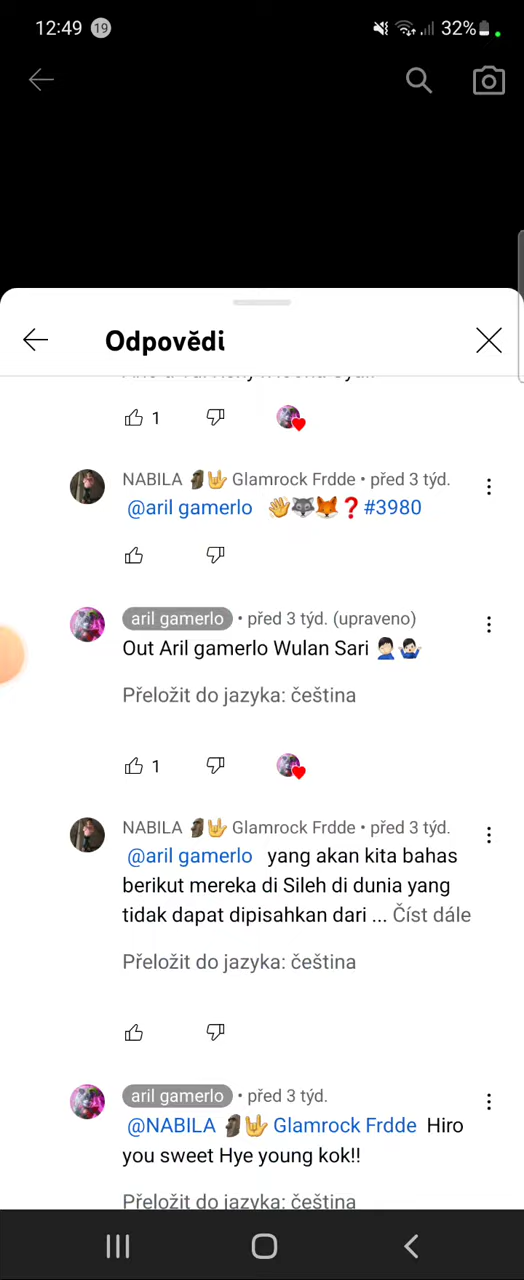 12:49 19 32%
Odpovědi
1
NABILA 🗿🤟 Glamrock Frdde • před 3 týd.
@aril gamerlo 👋🐺🦊❓#3980
aril gamerlo • před 3 týd. (upraveno)
Out Aril gamerlo Wulan Sari 🤦🏻‍♂️🤷🏻‍♂️
Přeložit do jazyka: čeština
1
NABILA 🗿🤟 Glamrock Frdde • před 3 týd.
@aril gamerlo yang akan kita bahas
berikut mereka di Sileh di dunia yang
tidak dapat dipisahkan dari ... Číst dále
Přeložit do jazyka: čeština
aril gamerlo • před 3 týd.
@NABILA 🗿🤟 Glamrock Frdde Hiro
you sweet Hye young kok!!
Přeložit do jazyka: čeština